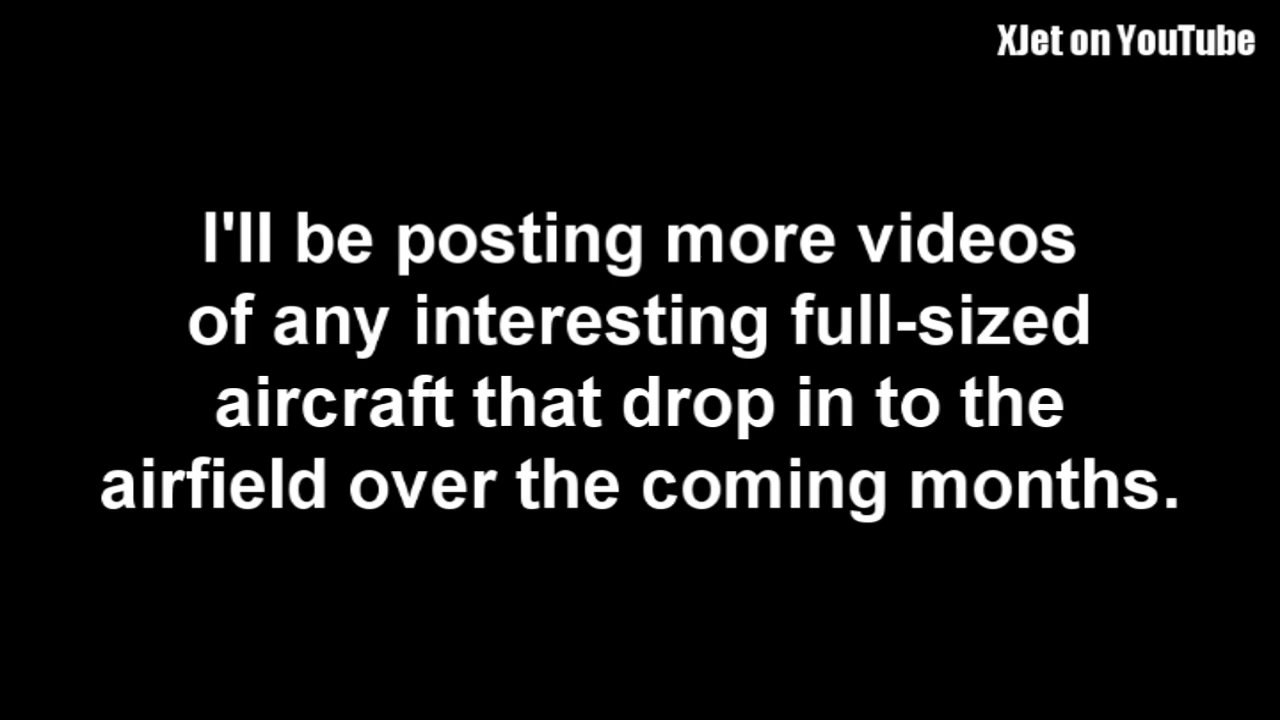 XJet on YouTube
I'll be posting more videos
of any interesting full-sized
aircraft that drop in to the
airfield over the coming months.